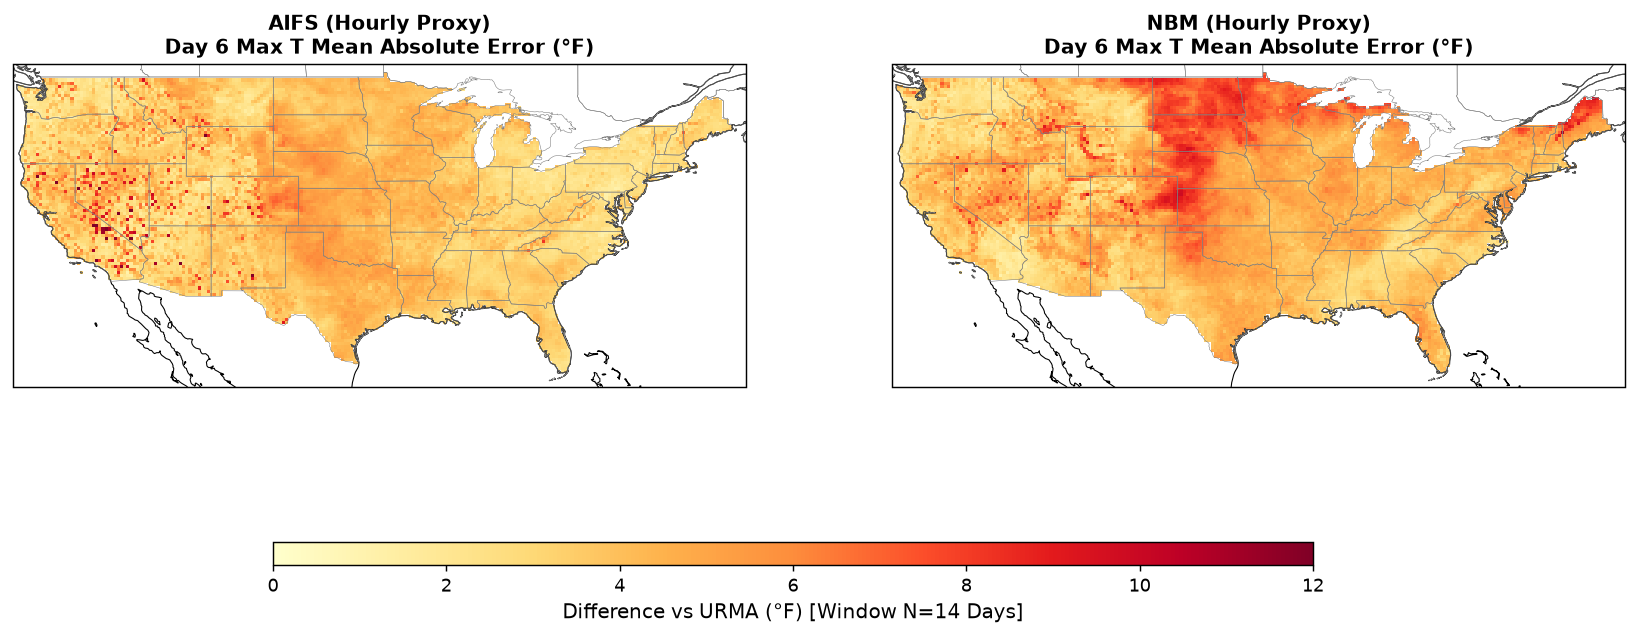 AIFS (Hourly Proxy)
Day 6 Max T Mean Absolute Error (°F)
NBM (Hourly Proxy)
Day 6 Max T Mean Absolute Error (°F)
0 2 4 6 8 10 12
Difference vs URMA (°F) [Window N=14 Days]